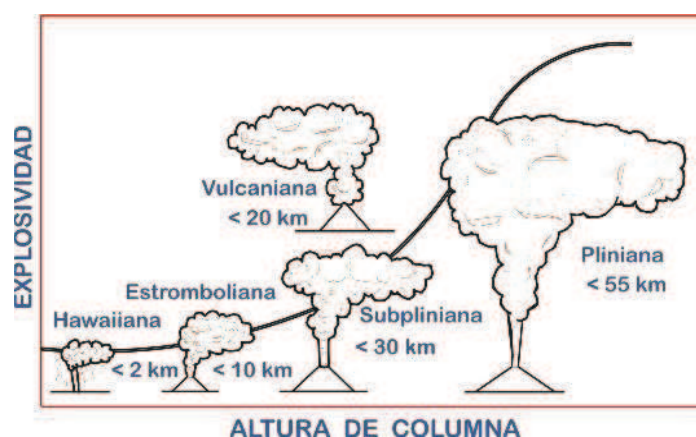 EXPLOSIVIDAD
Vulcaniana
< 20 km
Pliniana
< 55 km
Estromboliana
Hawaiiana
Subpliniana
< 30 km
< 2 km
< 10 km
ALTURA DE COLUMNA